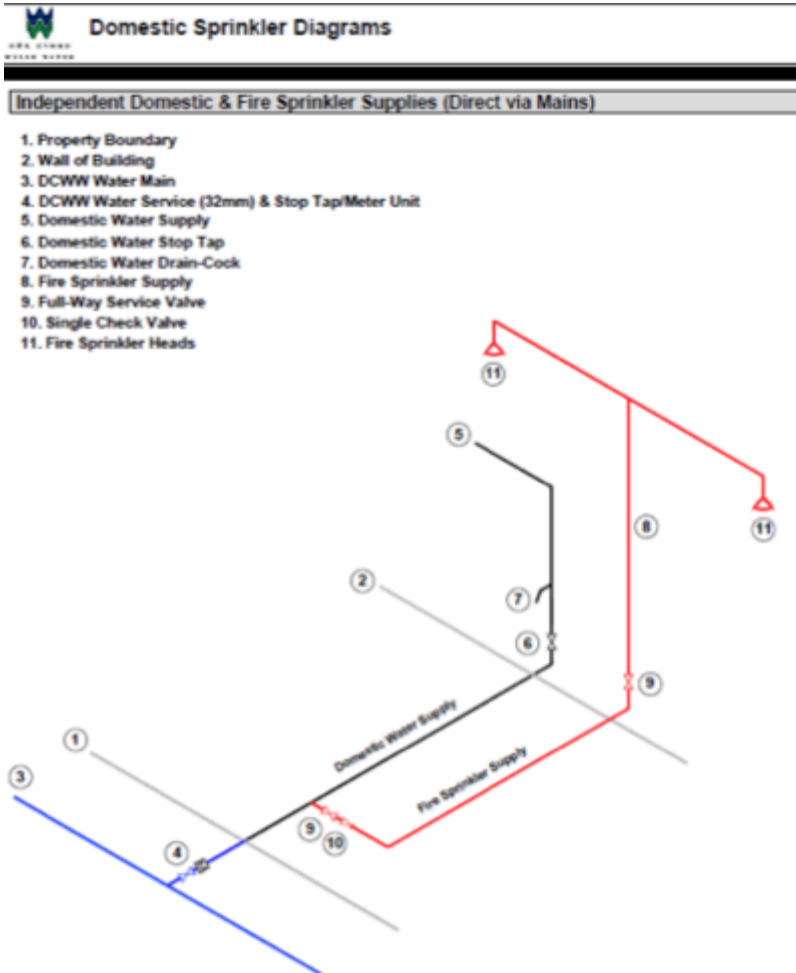 Domestic Sprinkler Diagrams
Independent Domestic & Fire Sprinkler Supplies (Direct via Mains)
1. Property Boundary
2. Wall of Building
3. DCWW Water Main
4. DCWW Water Service (32mm) & Stop Tap/Meter Unit
5. Domestic Water Supply
6. Domestic Water Stop Tap
7. Domestic Water Drain-Cock
8. Fire Sprinkler Supply
9. Full-Way Service Valve
10. Single Check Valve
11. Fire Sprinkler Heads
11
5
11
8
2
7
6
9
Domestic Water Supply
1
Fire Sprinkler Supply
3
9
10
4